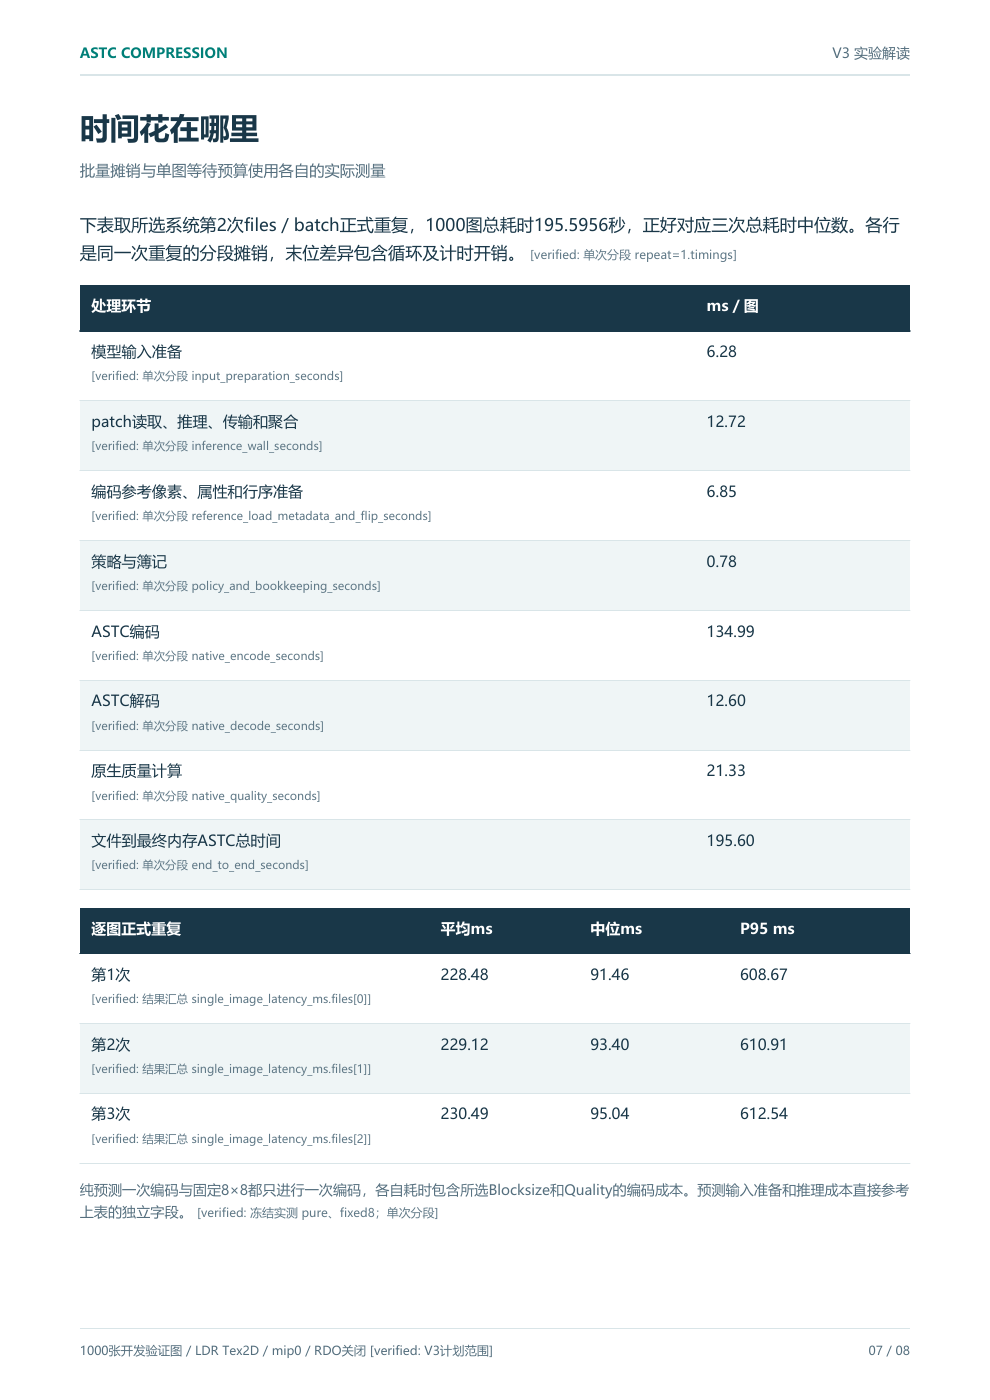 ASTC COMPRESSION
V3 实验解读
时间花在哪里
批量摊销与单图等待预算使用各自的实际测量
下表取所选系统第2次files / batch正式重复，1000图总耗时195.5956秒，正好对应三次总耗时中位数。各行
是同一次重复的分段摊销，末位差异包含循环及计时开销。 [verified: 单次分段 repeat=1.timings]
处理环节 ms / 图
模型输入准备 6.28
[verified: 单次分段 input_preparation_seconds]
patch读取、推理、传输和聚合 12.72
[verified: 单次分段 inference_wall_seconds]
编码参考像素、属性和行序准备 6.85
[verified: 单次分段 reference_load_metadata_and_flip_seconds]
策略与簿记 0.78
[verified: 单次分段 policy_and_bookkeeping_seconds]
ASTC编码 134.99
[verified: 单次分段 native_encode_seconds]
ASTC解码 12.60
[verified: 单次分段 native_decode_seconds]
原生质量计算 21.33
[verified: 单次分段 native_quality_seconds]
文件到最终内存ASTC总时间 195.60
[verified: 单次分段 end_to_end_seconds]
逐图正式重复 平均ms 中位ms P95 ms
第1次 228.48 91.46 608.67
[verified: 结果汇总 single_image_latency_ms.files[0]]
第2次 229.12 93.40 610.91
[verified: 结果汇总 single_image_latency_ms.files[1]]
第3次 230.49 95.04 612.54
[verified: 结果汇总 single_image_latency_ms.files[2]]
纯预测一次编码与固定8×8都只进行一次编码，各自耗时包含所选Blocksize和Quality的编码成本。预测输入准备和推理成本直接参考
上表的独立字段。 [verified: 冻结实测 pure、fixed8；单次分段]
1000张开发验证图 / LDR Tex2D / mip0 / RDO关闭 [verified: V3计划范围]
07 / 08